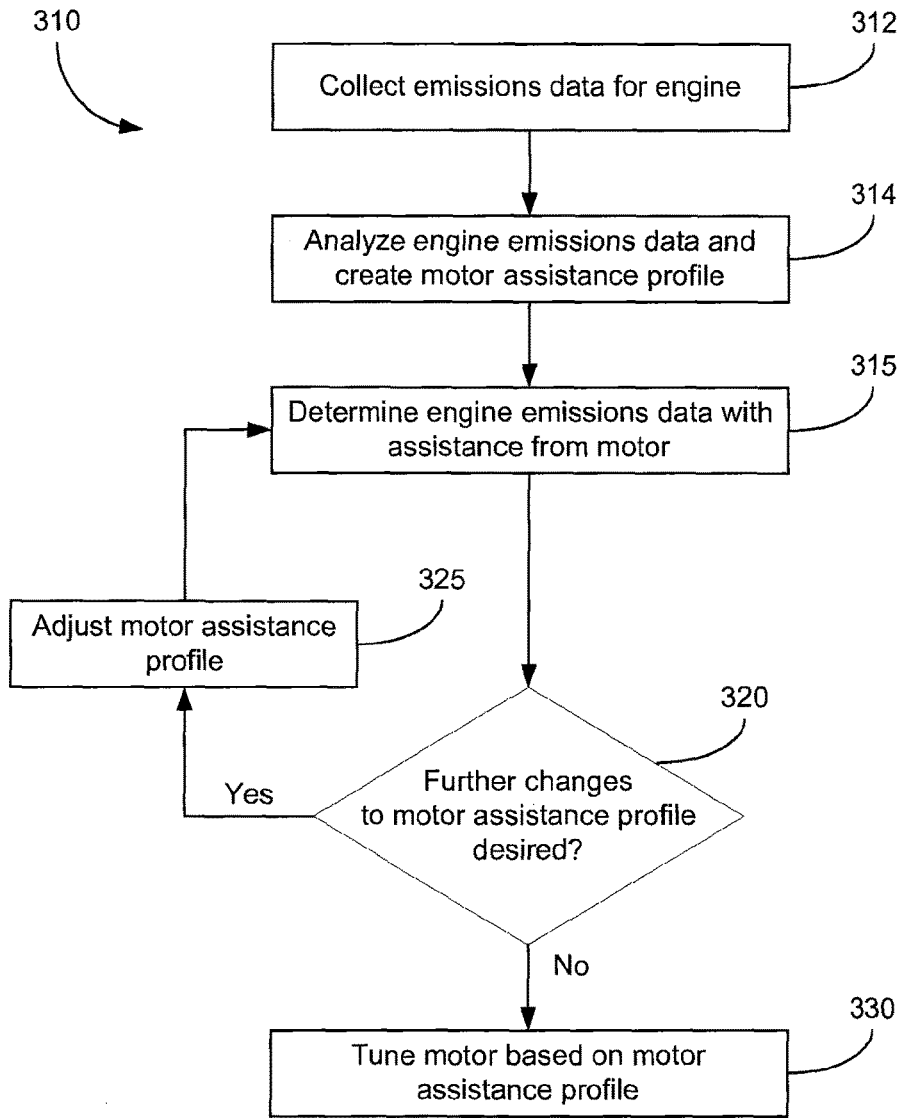 310
312
Collect emissions data for engine
314
Analyze engine emissions data and
create motor assistance profile
315
Determine engine emissions data with
assistance from motor
325
Adjust motor assistance
profile
320
Yes
Further changes
to motor assistance profile
desired?
No
330
Tune motor based on motor
assistance profile